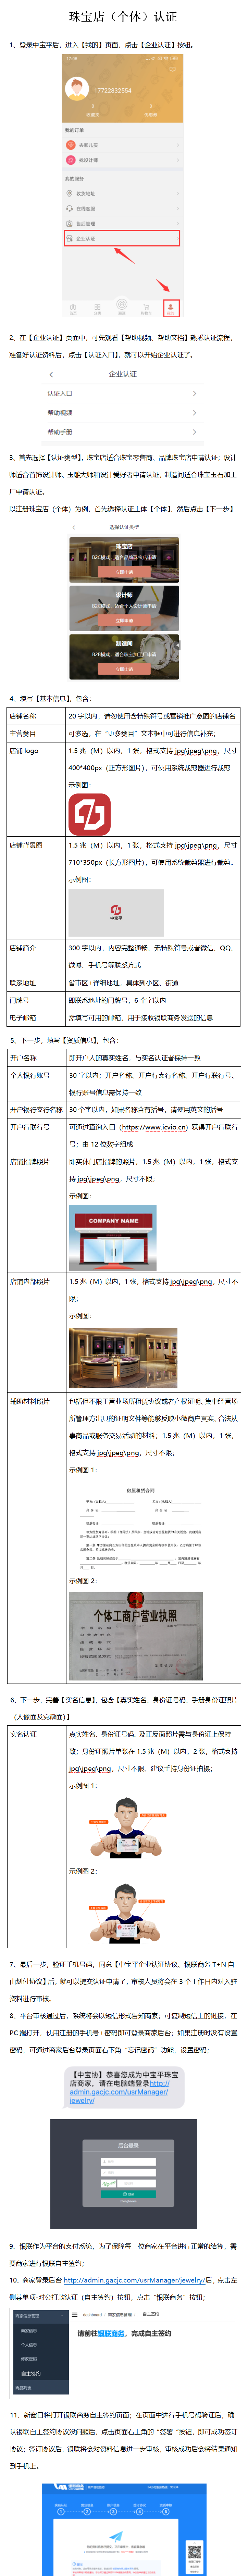 珠宝店（个体）认证
1、登录中宝平后，进入【我的】页面，点击【企业认证】按钮。
17722832554
我的订单
我的服务
收货地址
在线客服
售后管理
企业认证
2、在【企业认证】页面中，可先观看【帮助视频、帮助文档】熟悉认证流程，
准备好认证资料后，点击【认证入口】，就可以开始企业认证了。
企业认证
认证入口
帮助视频
帮助手册
3、首先选择【认证类型】，珠宝店适合珠宝零售商、品牌珠宝店申请认证；设计
师适合首饰设计师、玉雕大师和设计爱好者申请认证；制造间适合珠宝玉石加工
厂申请认证。
以注册珠宝店（个体）为例，首先选择认证主体【个体】，然后点击【下一步】
选择认证类型
珠宝店
立即申请
设计师
立即申请
制造间
立即申请
4、填写【基本信息】，包含：
店铺名称 20 字以内，请勿使用含特殊符号或营销推广意图的店铺名
主营类目 可多选，在“更多类目”文本框中可进行信息补充；
店铺 logo 1.5 兆（M）以内，1 张，格式支持 jpg\jpeg\png，尺寸
400*400px（正方形图片），可使用系统裁剪器进行裁剪
示例图：
店铺背景图 1.5 兆（M）以内，1 张，格式支持 jpg\jpeg\png，尺寸
710*350px（长方形图片），可使用系统裁剪器进行裁剪。
示例图：
中宝平
店铺简介 300 字以内，内容完整通畅、无特殊符号或者微信、QQ、
微博、手机号等联系方式
联系地址 省市区+详细地址，具体到小区、街道
门牌号 即联系地址的门牌号，6 个字以内
电子邮箱 需填写可用的邮箱，用于接收银联商务发送的信息
5、下一步，填写【资质信息】，包含：
开户名称 即开户人的真实姓名，与实名认证者保持一致
个人银行账号 30 字以内；开户名称、开户支行名称、开户行联行号、
银行账号信息需保持一致
开户银行支行名称 30 个字以内，如果名称含有括号，请使用英文的括号
开户行联行号 可通过查询入口（https://www.icvio.cn）获得开户行联行
号；由 12 位数字组成
店铺招牌照片 即实体门店招牌的照片，1.5 兆（M）以内，1 张，格式支
持 jpg\jpeg\png，尺寸不限；
示例图：
COMPANY NAME
店铺内部照片 1.5 兆（M）以内，1 张，格式支持 jpg\jpeg\png，尺寸不
限；
示例图：
辅助材料照片 包括但不限于营业场所租赁协议或者产权证明, 集中经营场
所管理方出具的证明文件等能够反映小微商户真实、合法从
事商品或服务交易活动的材料；1.5 兆（M）以内，1 张，
格式支持 jpg\jpeg\png，尺寸不限；
示例图 1：
房屋租赁合同
示例图 2：
个体工商户营业执照
6、下一步，完善【实名信息】，包含【真实姓名、身份证号码、手举身份证照片
（人像面及党徽面）】
实名认证 真实姓名、身份证号码、及正反面照片需与身份证上保持一
致；身份证照片单张在 1.5 兆（M）以内，2 张，格式支持
jpg\jpeg\png，尺寸不限、建议手持身份证拍摄；
示例图 1：
示例图 2：
7、最后一步，验证手机号码，同意【中宝平企业认证协议、银联商务 T+N 自
由划付协议】后，就可以提交认证申请了，审核人员将会在 3 个工作日内对入驻
资料进行审核。
8、平台审核通过后，系统将会以短信形式告知商家；可复制短信上的链接，在
PC 端打开，使用注册的手机号+密码即可登录商家后台；如果注册时没有设置
密码，可通过商家后台登录页面右下角“忘记密码”功能，设置密码；
【中宝协】恭喜您成为中宝平珠宝
店商家，请在电脑端登录http://
admin.gacjc.com/usrManager/
jewelry/
后台登录
9、银联作为平台的支付系统，为了保障每一位商家在平台进行正常的结算，需
要商家进行银联自主签约；
10、商家登录后台 http://admin.gacjc.com/usrManager/jewelry/后，点击左
侧菜单项-对公打款认证（自主签约）按钮，点击“银联商务”按钮；
商家信息管理
商家信息
个人信息
修改密码
自主签约
商品列表
dashboard / 商家信息管理 / 自主签约
请前往银联商务，完成自主签约
11、新窗口将打开银联商务自主签约页面；在页面中进行手机号码验证后，确
认银联自主签约协议没问题后，点击页面右上角的“签署”按钮，即可成功签订
协议；签订协议后，银联将会对资料信息进一步审核，审核成功后会将结果通知
到手机上。